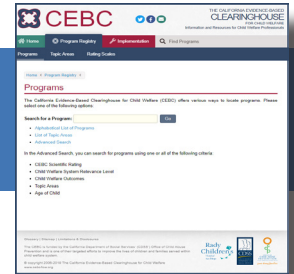 CEBC
THE CALIFORNIA EVIDENCE-BASED
CLEARINGHOUSE
FOR CHILD WELFARE
Information and Resources for Child Welfare Professionals
Home Program Registry Implementation Find Programs
Programs Topic Areas Rating Scales
Home > Program Registry >
Programs
The California Evidence-Based Clearinghouse for Child Welfare (CEBC) offers various ways to locate programs. Please
select one of the following options:
Search for a Program: Go
Alphabetical List of Programs
List of Topic Areas
Advanced Search
In the Advanced Search, you can search for programs using one or all of the following criteria:
CEBC Scientific Rating
Child Welfare System Relevance Level
Child Welfare Outcomes
Topic Areas
Age of Child
Glossary | Sitemap | Limitations & Disclosures
Rady
Children's
CDSS